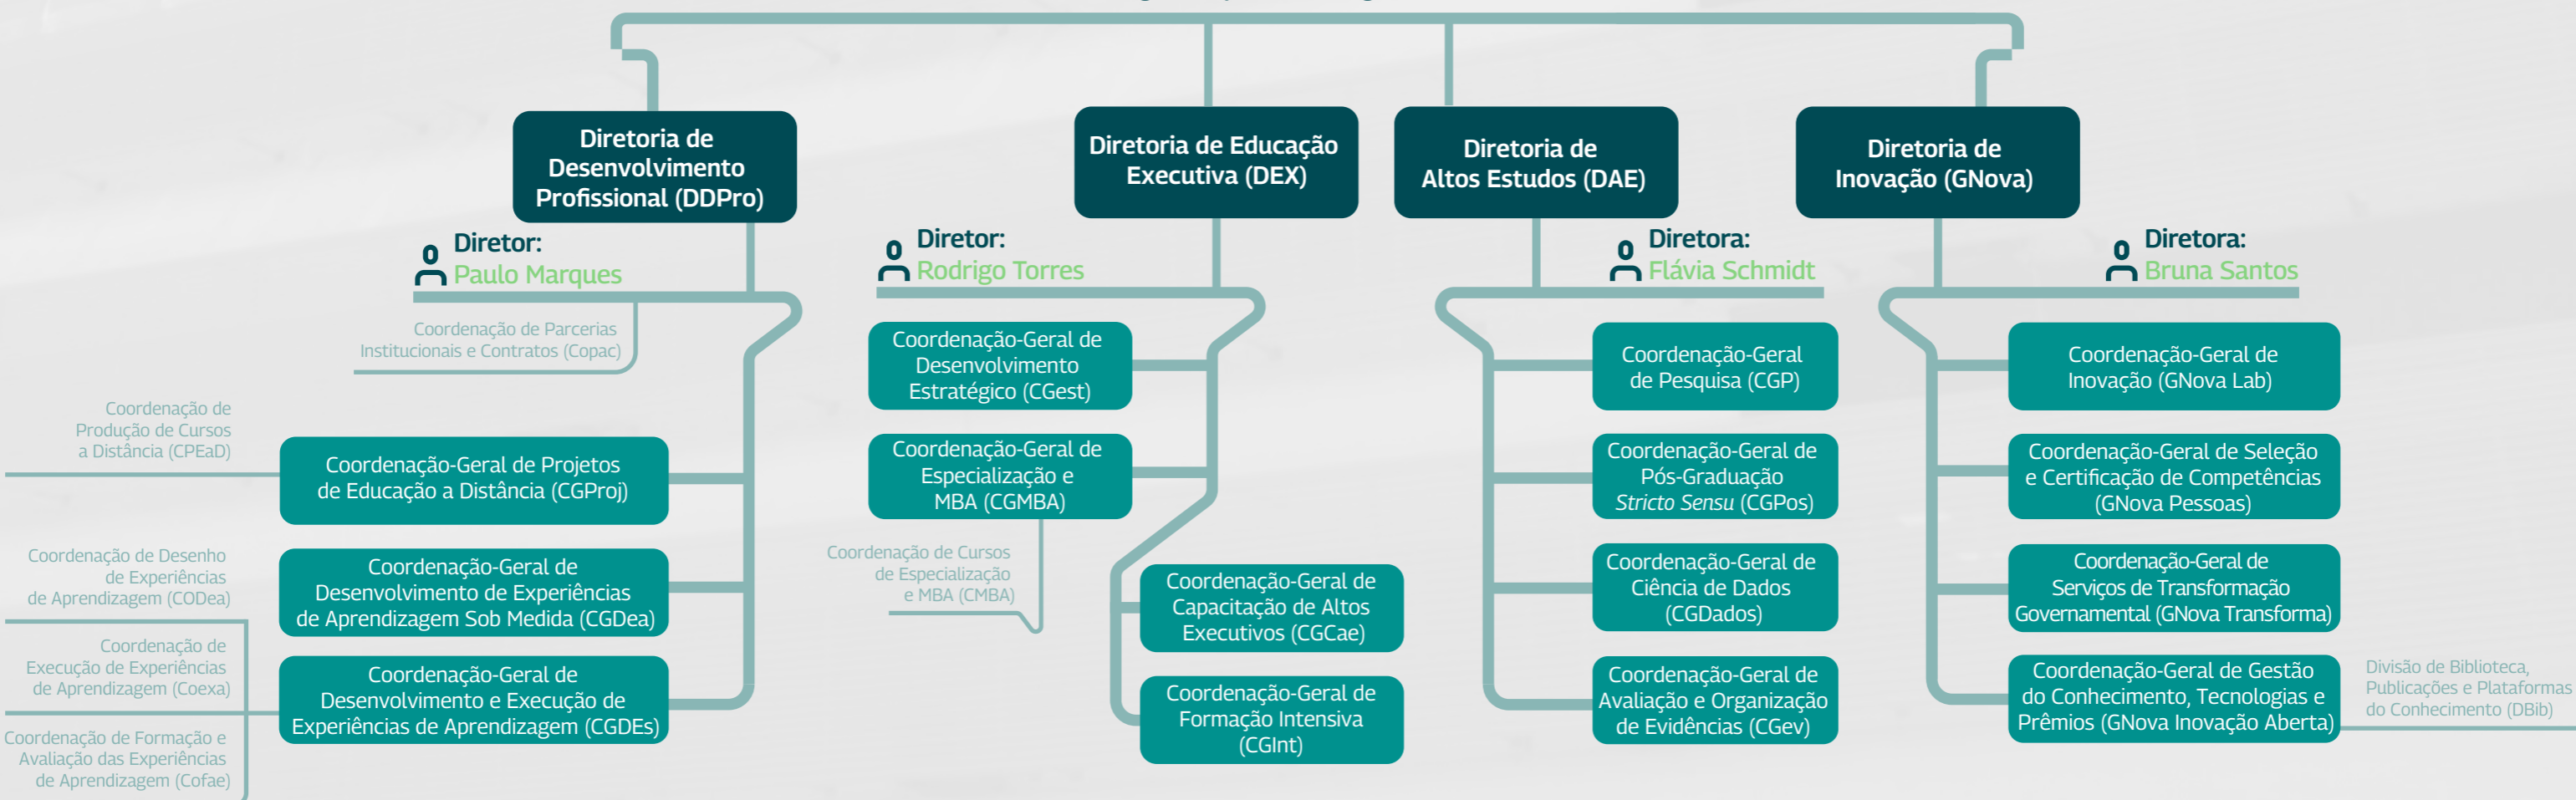 Diretoria de
Desenvolvimento
Profissional (DDPro)
Diretor:
Paulo Marques
Coordenação de Parcerias
Institucionais e Contratos (Copac)
Coordenação de
Produção de Cursos
a Distância (CPEaD)
Coordenação-Geral de Projetos
de Educação a Distância (CGProj)
Coordenação-Geral de
Desenvolvimento de Experiências
de Aprendizagem Sob Medida (CGDea)
Coordenação de Desenho
de Experiências
de Aprendizagem (CODea)
Coordenação de
Execução de Experiências
de Aprendizagem (Coexa)
Coordenação de Formação e
Avaliação das Experiências
de Aprendizagem (Cofae)
Coordenação-Geral de
Desenvolvimento e Execução de
Experiências de Aprendizagem (CGDEs)
Diretoria de Educação
Executiva (DEX)
Diretor:
Rodrigo Torres
Coordenação-Geral de
Desenvolvimento
Estratégico (CGest)
Coordenação-Geral de
Especialização e
MBA (CGMBA)
Coordenação de Cursos
de Especialização
e MBA (CMBA)
Coordenação-Geral de
Capacitação de Altos
Executivos (CGCae)
Coordenação-Geral de
Formação Intensiva
(CGInt)
Diretoria de
Altos Estudos (DAE)
Diretora:
Flávia Schmidt
Coordenação-Geral
de Pesquisa (CGP)
Coordenação-Geral de
Pós-Graduação
Stricto Sensu (CGPos)
Coordenação-Geral de
Ciência de Dados
(CGDados)
Coordenação-Geral de
Avaliação e Organização
de Evidências (CGev)
Diretoria de
Inovação (GNova)
Diretora:
Bruna Santos
Coordenação-Geral de
Inovação (GNova Lab)
Coordenação-Geral de Seleção
e Certificação de Competências
(GNova Pessoas)
Coordenação-Geral de
Serviços de Transformação
Governamental (GNova Transforma)
Coordenação-Geral de Gestão
do Conhecimento, Tecnologias e
Prêmios (GNova Inovação Aberta)
Divisão de Biblioteca,
Publicações e Plataformas
do Conhecimento (DBib)